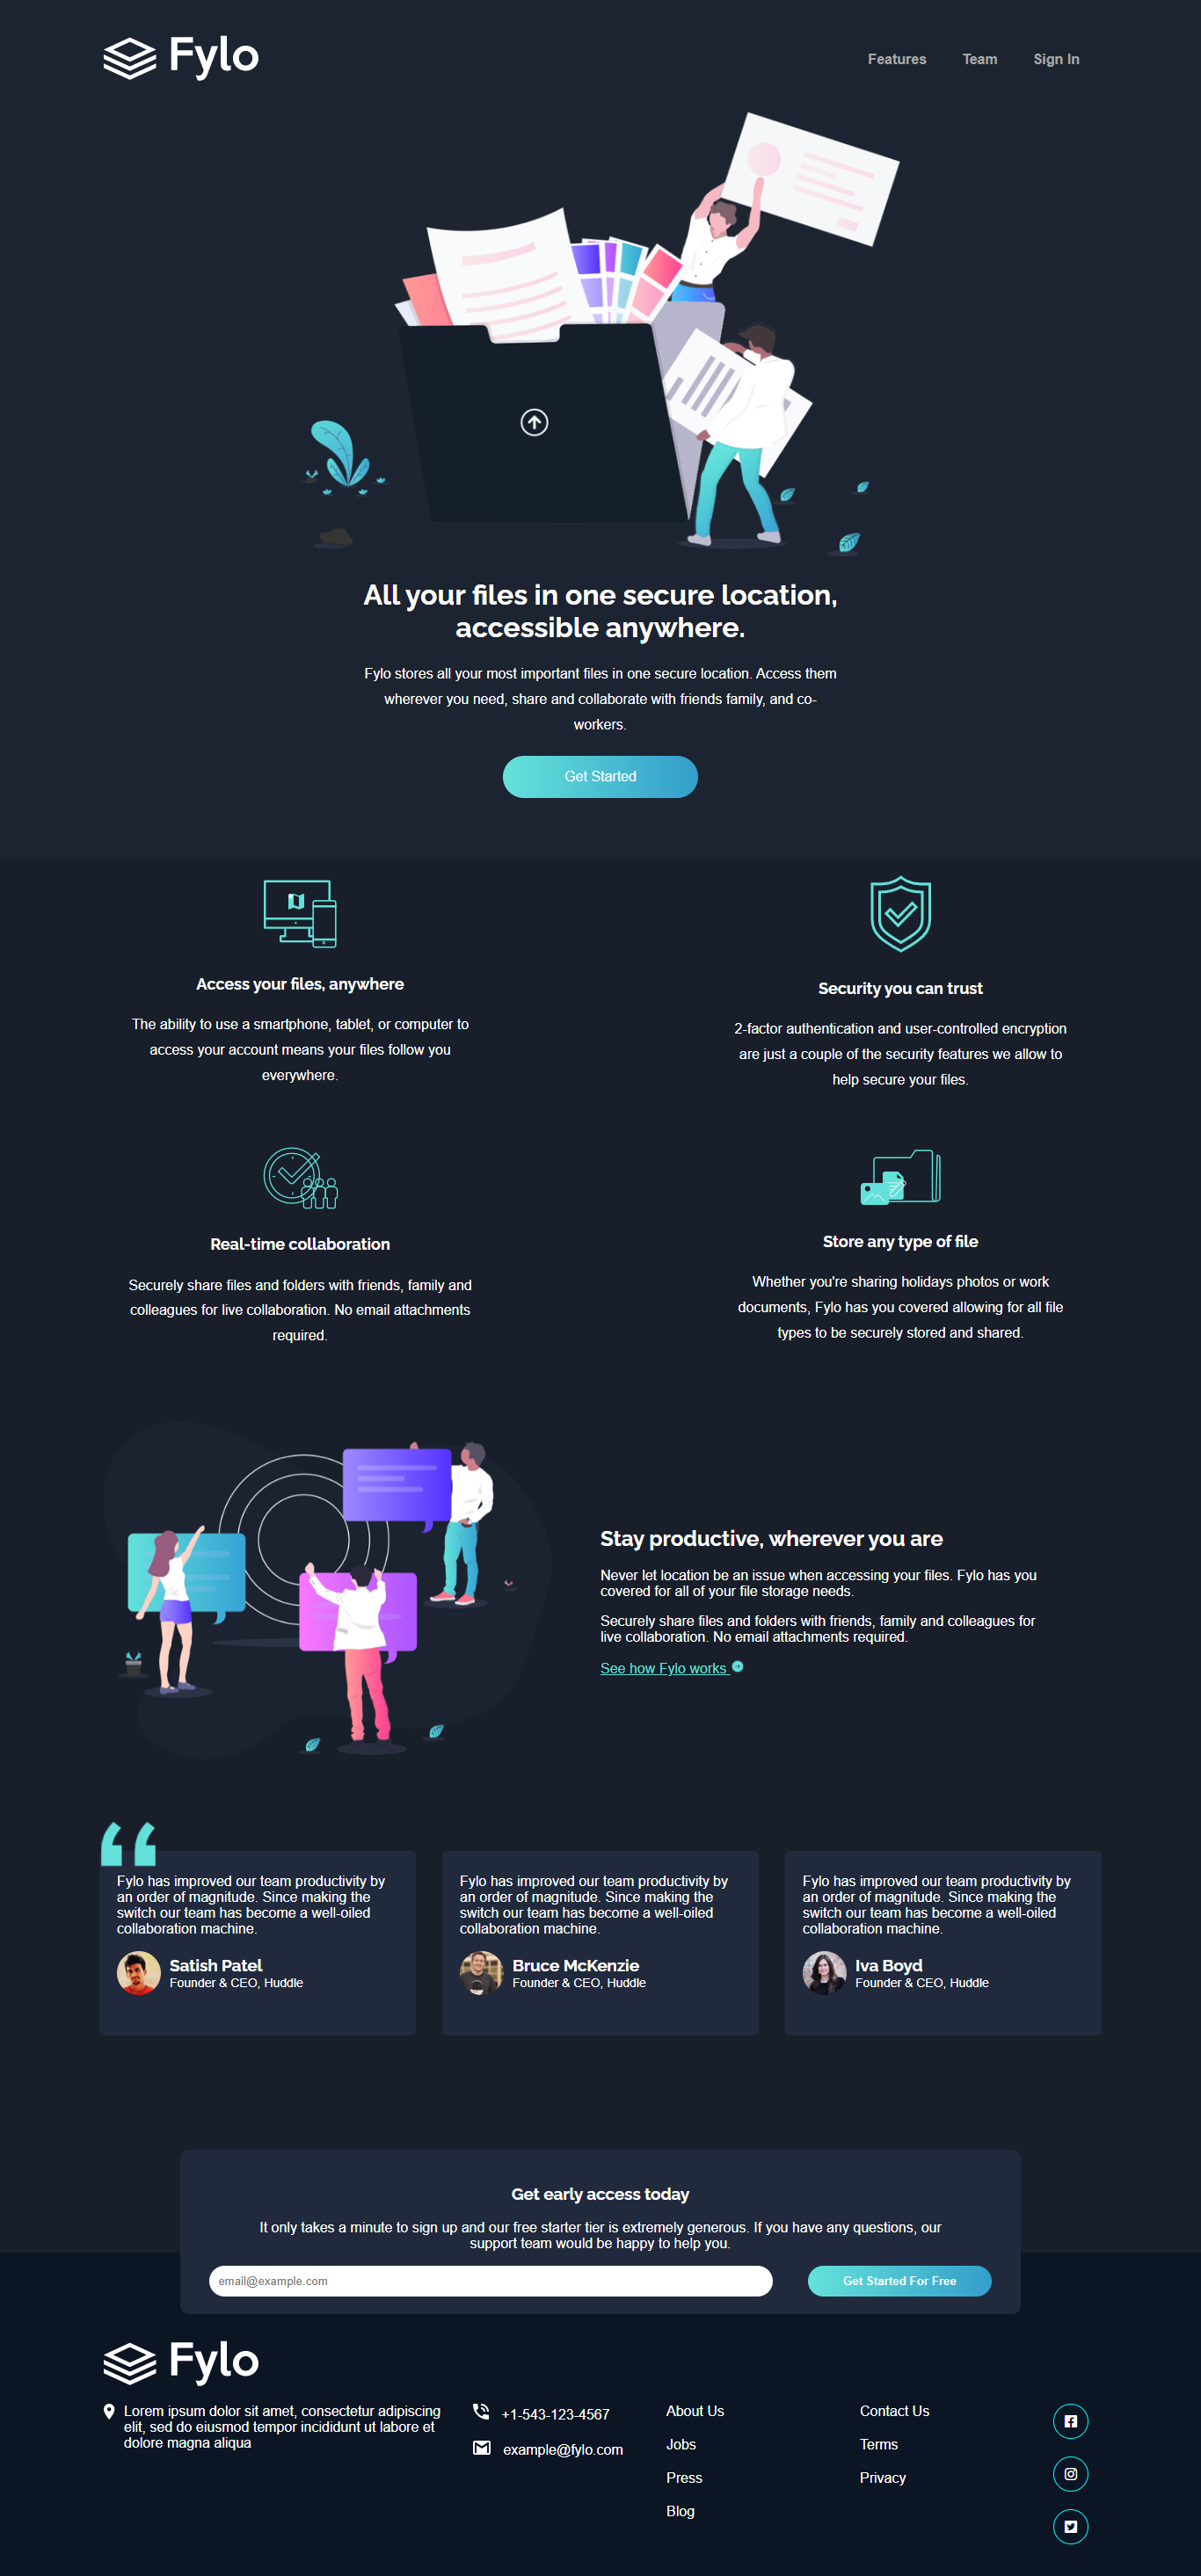 Fylo
Features Team Sign In
All your files in one secure location,
accessible anywhere.
Fylo stores all your most important files in one secure location. Access them
wherever you need, share and collaborate with friends family, and co-
workers.
Get Started
Access your files, anywhere
The ability to use a smartphone, tablet, or computer to
access your account means your files follow you
everywhere.
Security you can trust
2-factor authentication and user-controlled encryption
are just a couple of the security features we allow to
help secure your files.
Real-time collaboration
Securely share files and folders with friends, family and
colleagues for live collaboration. No email attachments
required.
Store any type of file
Whether you're sharing holidays photos or work
documents, Fylo has you covered allowing for all file
types to be securely stored and shared.
Stay productive, wherever you are
Never let location be an issue when accessing your files. Fylo has you
covered for all of your file storage needs.
Securely share files and folders with friends, family and colleagues for
live collaboration. No email attachments required.
See how Fylo works
“
Fylo has improved our team productivity by
an order of magnitude. Since making the
switch our team has become a well-oiled
collaboration machine.
Satish Patel
Founder & CEO, Huddle
Fylo has improved our team productivity by
an order of magnitude. Since making the
switch our team has become a well-oiled
collaboration machine.
Bruce McKenzie
Founder & CEO, Huddle
Fylo has improved our team productivity by
an order of magnitude. Since making the
switch our team has become a well-oiled
collaboration machine.
Iva Boyd
Founder & CEO, Huddle
Get early access today
It only takes a minute to sign up and our free starter tier is extremely generous. If you have any questions, our
support team would be happy to help you.
email@example.com
Get Started For Free
Fylo
Lorem ipsum dolor sit amet, consectetur adipiscing
elit, sed do eiusmod tempor incididunt ut labore et
dolore magna aliqua
+1-543-123-4567
example@fylo.com
About Us
Jobs
Press
Blog
Contact Us
Terms
Privacy